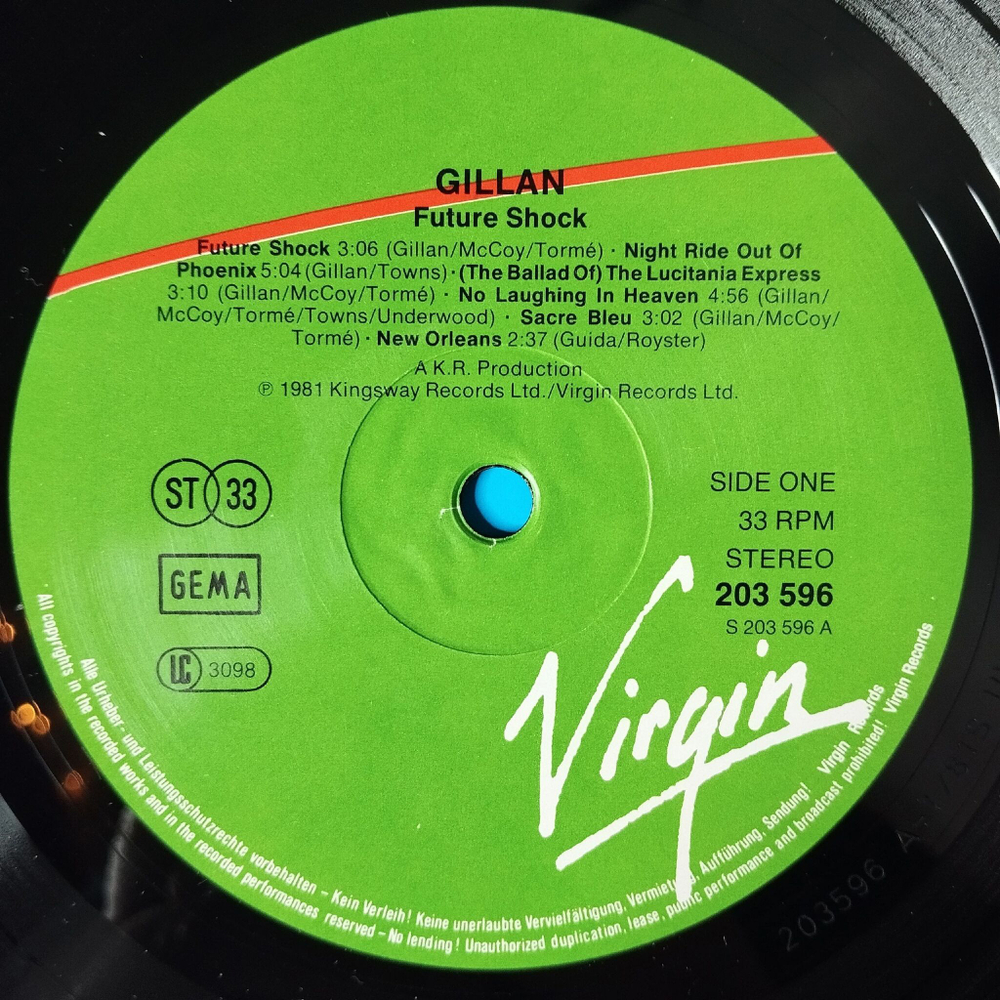 GILLAN
Future Shock
Future Shock 3:06 (Gillan/McCoy/Tormé) · Night Ride Out Of
Phoenix 5:04 (Gillan/Towns) · (The Ballad Of) The Lucitania Express
3:10 (Gillan/McCoy/Tormé) · No Laughing In Heaven 4:56 (Gillan/
McCoy/Tormé/Towns/Underwood) · Sacre Bleu 3:02 (Gillan/McCoy/
Tormé) · New Orleans 2:37 (Guida/Royster)
A K.R. Production
℗ 1981 Kingsway Records Ltd./Virgin Records Ltd.
ST 33
GEMA
LC 3098
SIDE ONE
33 RPM
STEREO
203 596
S 203 596 A
Virgin
Alle Urheber- und Leistungsschutzrechte vorbehalten – Kein Verleih! Keine unerlaubte Vervielfältigung, Vermietung, Aufführung, Sendung! Virgin Records
All copyrights in the recorded works and in the recorded performances reserved – No lending! Unauthorized duplication, lease, public performance and broadcast prohibited! Virgin Records
203596 A